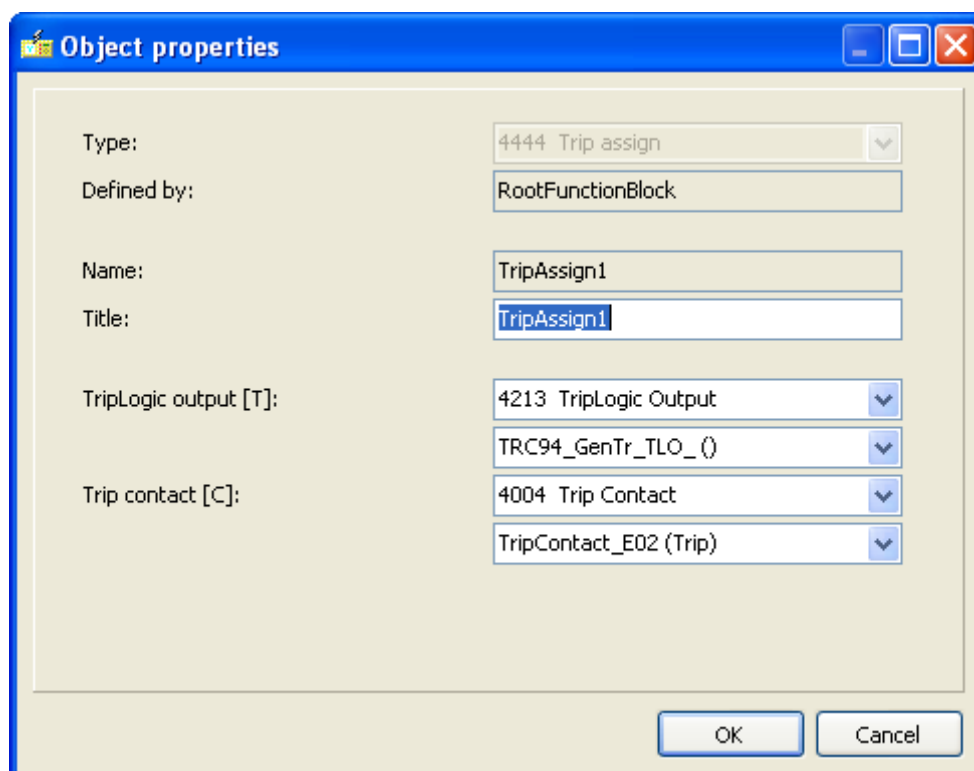 Object properties
Type: 4444 Trip assign
Defined by: RootFunctionBlock
Name: TripAssign1
Title: TripAssign1
TripLogic output [T]: 4213 TripLogic Output
TRC94_GenTr_TLO_ ()
Trip contact [C]: 4004 Trip Contact
TripContact_E02 (Trip)
OK Cancel